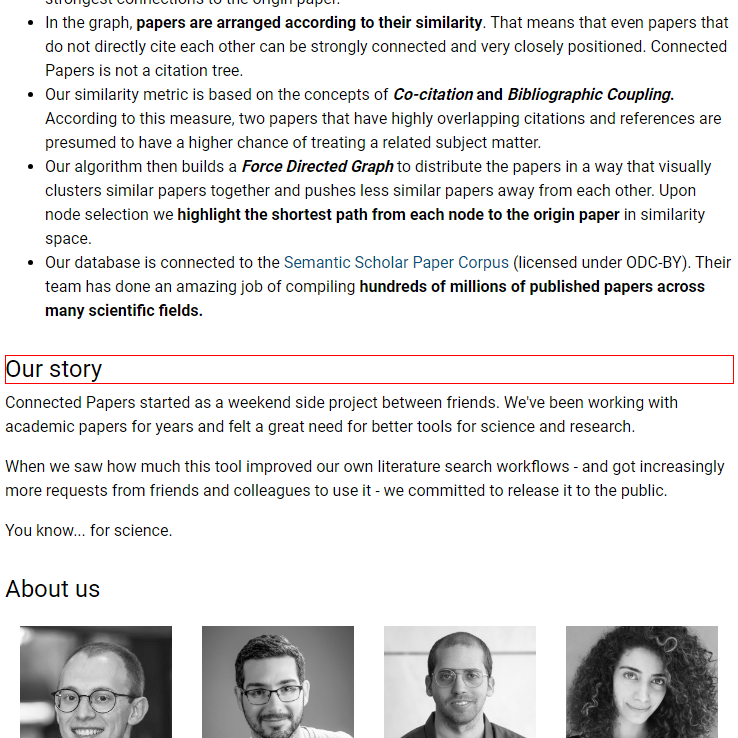 strongest connections to the origin paper.
In the graph, papers are arranged according to their similarity. That means that even papers that
do not directly cite each other can be strongly connected and very closely positioned. Connected
Papers is not a citation tree.
Our similarity metric is based on the concepts of Co-citation and Bibliographic Coupling.
According to this measure, two papers that have highly overlapping citations and references are
presumed to have a higher chance of treating a related subject matter.
Our algorithm then builds a Force Directed Graph to distribute the papers in a way that visually
clusters similar papers together and pushes less similar papers away from each other. Upon
node selection we highlight the shortest path from each node to the origin paper in similarity
space.
Our database is connected to the Semantic Scholar Paper Corpus (licensed under ODC-BY). Their
team has done an amazing job of compiling hundreds of millions of published papers across
many scientific fields.
Our story
Connected Papers started as a weekend side project between friends. We've been working with
academic papers for years and felt a great need for better tools for science and research.
When we saw how much this tool improved our own literature search workflows - and got increasingly
more requests from friends and colleagues to use it - we committed to release it to the public.
You know... for science.
About us